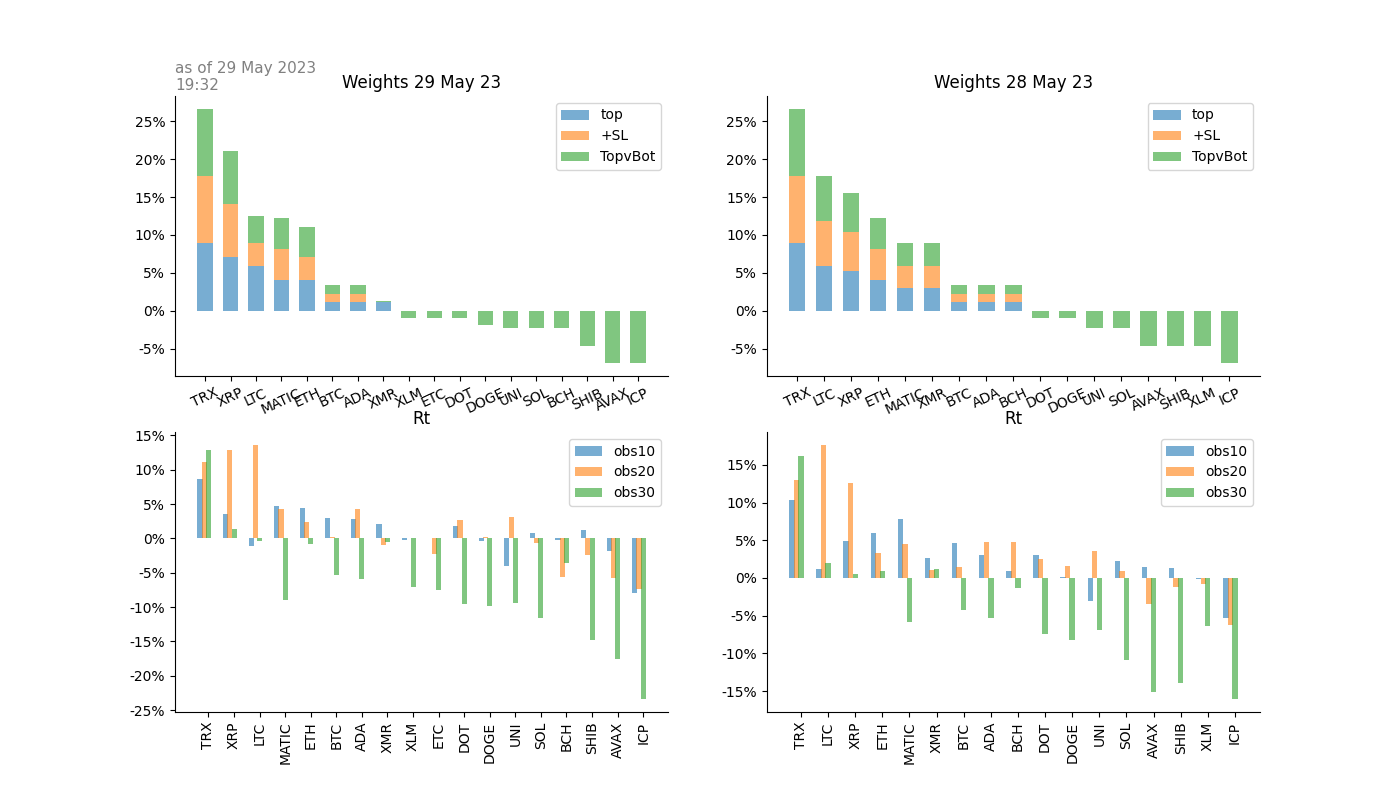 as of 29 May 2023
19:32
Weights 29 May 23
25%
20%
15%
10%
5%
0%
-5%
top
+SL
TopvBot
TRX XRP LTC MATIC ETH BTC ADA XMR XLM ETC DOT DOGE UNI SOL BCH SHIB AVAX ICP
Weights 28 May 23
25%
20%
15%
10%
5%
0%
-5%
top
+SL
TopvBot
TRX LTC XRP ETH MATIC XMR BTC ADA BCH DOT DOGE UNI SOL AVAX SHIB XLM ICP
Rt
15%
10%
5%
0%
-5%
-10%
-15%
-20%
-25%
obs10
obs20
obs30
TRX XRP LTC MATIC ETH BTC ADA XMR XLM ETC DOT DOGE UNI SOL BCH SHIB AVAX ICP
Rt
15%
10%
5%
0%
-5%
-10%
-15%
obs10
obs20
obs30
TRX LTC XRP ETH MATIC XMR BTC ADA BCH DOT DOGE UNI SOL AVAX SHIB XLM ICP